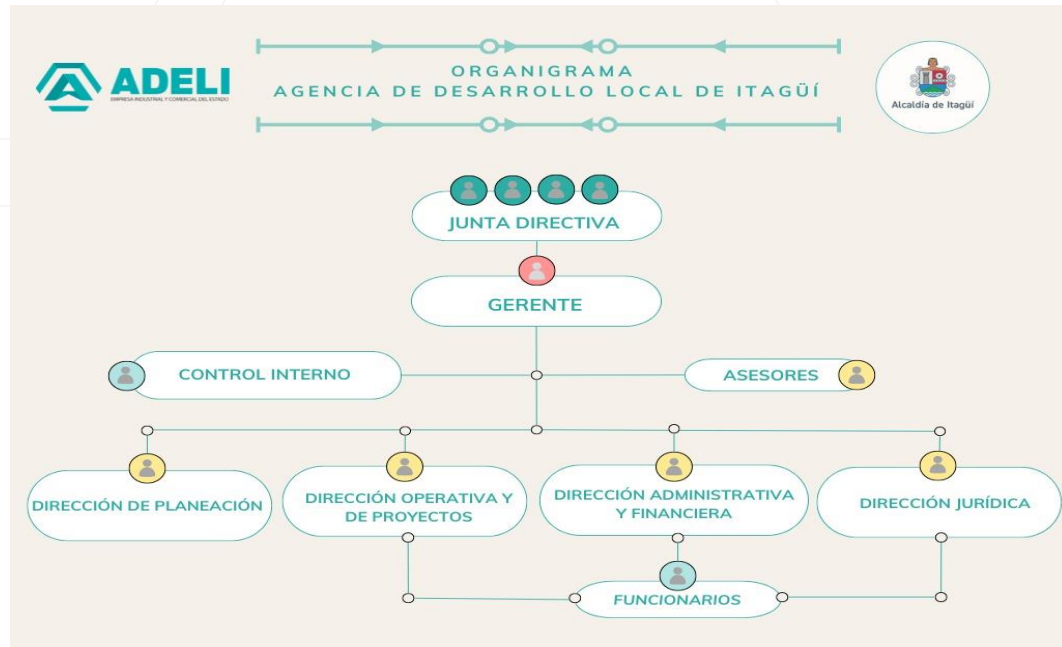 ADELI
EMPRESA INDUSTRIAL Y COMERCIAL DEL ESTADO
ORGANIGRAMA
AGENCIA DE DESARROLLO LOCAL DE ITAGÜÍ
Alcaldía de Itagüí
JUNTA DIRECTIVA
GERENTE
CONTROL INTERNO
ASESORES
DIRECCIÓN DE PLANEACIÓN
DIRECCIÓN OPERATIVA Y
DE PROYECTOS
DIRECCIÓN ADMINISTRATIVA
Y FINANCIERA
DIRECCIÓN JURÍDICA
FUNCIONARIOS